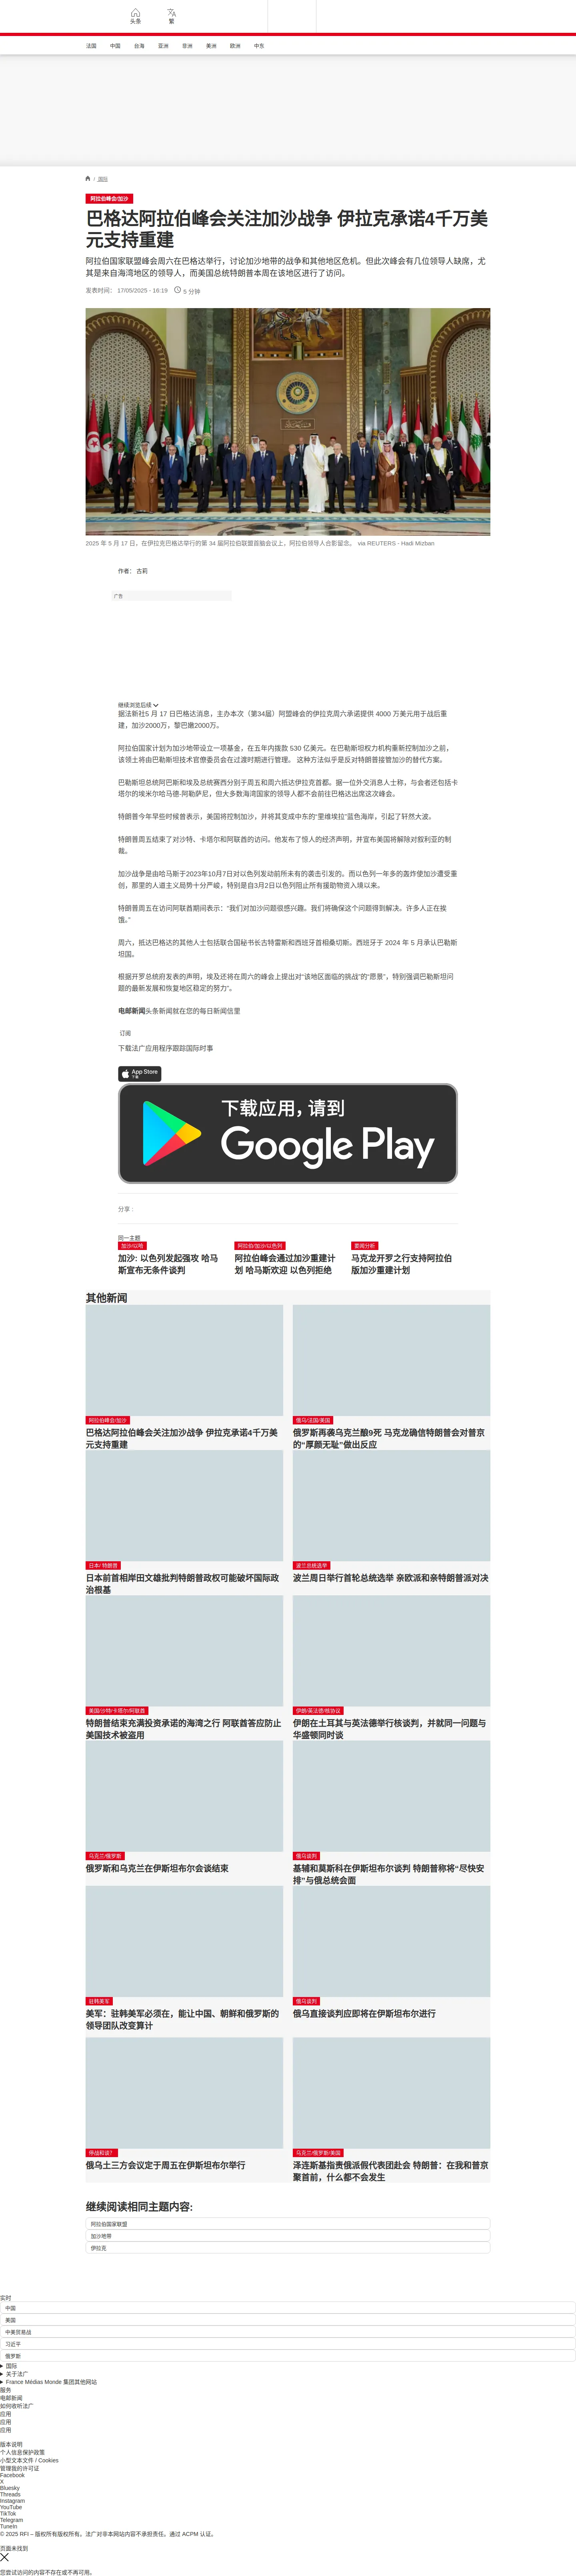 头条
繁
法国
中国
台海
亚洲
非洲
美洲
欧洲
中东
/ 国际
阿拉伯峰会/加沙
巴格达阿拉伯峰会关注加沙战争 伊拉克承诺4千万美
元支持重建
阿拉伯国家联盟峰会周六在巴格达举行，讨论加沙地带的战争和其他地区危机。但此次峰会有几位领导人缺席，尤
其是来自海湾地区的领导人，而美国总统特朗普本周在该地区进行了访问。
发表时间： 17/05/2025 - 16:19
5 分钟
2025 年 5 月 17 日，在伊拉克巴格达举行的第 34 届阿拉伯联盟首脑会议上，阿拉伯领导人合影留念。 via REUTERS - Hadi Mizban
作者： 古莉
广告
继续浏览后续
据法新社5 月 17 日巴格达消息，主办本次（第34届）阿盟峰会的伊拉克周六承诺提供 4000 万美元用于战后重
建，加沙2000万，黎巴嫩2000万。
阿拉伯国家计划为加沙地带设立一项基金，在五年内拨款 530 亿美元。在巴勒斯坦权力机构重新控制加沙之前，
该领土将由巴勒斯坦技术官僚委员会在过渡时期进行管理。 这种方法似乎是反对特朗普接管加沙的替代方案。
巴勒斯坦总统阿巴斯和埃及总统赛西分别于周五和周六抵达伊拉克首都。据一位外交消息人士称，与会者还包括卡
塔尔的埃米尔哈马德-阿勒萨尼，但大多数海湾国家的领导人都不会前往巴格达出席这次峰会。
特朗普今年早些时候曾表示，美国将控制加沙，并将其变成中东的“里维埃拉”蓝色海岸，引起了轩然大波。
特朗普周五结束了对沙特、卡塔尔和阿联酋的访问。他发布了惊人的经济声明，并宣布美国将解除对叙利亚的制
裁。
加沙战争是由哈马斯于2023年10月7日对以色列发动前所未有的袭击引发的。而以色列一年多的轰炸使加沙遭受重
创，那里的人道主义局势十分严峻，特别是自3月2日以色列阻止所有援助物资入境以来。
特朗普周五在访问阿联酋期间表示：“我们对加沙问题很感兴趣。我们将确保这个问题得到解决。许多人正在挨
饿。”
周六，抵达巴格达的其他人士包括联合国秘书长古特雷斯和西班牙首相桑切斯。西班牙于 2024 年 5 月承认巴勒斯
坦国。
根据开罗总统府发表的声明，埃及还将在周六的峰会上提出对“该地区面临的挑战”的“愿景”，特别强调巴勒斯坦问
题的最新发展和恢复地区稳定的努力”。
电邮新闻头条新闻就在您的每日新闻信里
订阅
下载法广应用程序跟踪国际时事
App Store
下载
下载应用，请到
Google Play
分享 :
同一主题
加沙/以哈
加沙: 以色列发起强攻 哈马
斯宣布无条件谈判
阿拉伯/加沙/以色列
阿拉伯峰会通过加沙重建计
划 哈马斯欢迎 以色列拒绝
要闻分析
马克龙开罗之行支持阿拉伯
版加沙重建计划
其他新闻
阿拉伯峰会/加沙
巴格达阿拉伯峰会关注加沙战争 伊拉克承诺4千万美
元支持重建
俄乌/法国/美国
俄罗斯再袭乌克兰酿9死 马克龙确信特朗普会对普京
的“厚颜无耻”做出反应
日本/ 特朗普
日本前首相岸田文雄批判特朗普政权可能破坏国际政
治根基
波兰总统选举
波兰周日举行首轮总统选举 亲欧派和亲特朗普派对决
美国/沙特/卡塔尔/阿联酋
特朗普结束充满投资承诺的海湾之行 阿联酋答应防止
美国技术被盗用
伊朗/英法德/核协议
伊朗在土耳其与英法德举行核谈判，并就同一问题与
华盛顿同时谈
乌克兰/俄罗斯
俄罗斯和乌克兰在伊斯坦布尔会谈结束
俄乌谈判
基辅和莫斯科在伊斯坦布尔谈判 特朗普称将“尽快安
排”与俄总统会面
驻韩美军
美军：驻韩美军必须在，能让中国、朝鲜和俄罗斯的
领导团队改变算计
俄乌谈判
俄乌直接谈判应即将在伊斯坦布尔进行
停战和谈?
俄乌土三方会议定于周五在伊斯坦布尔举行
乌克兰/俄罗斯/美国
泽连斯基指责俄派假代表团赴会 特朗普：在我和普京
聚首前，什么都不会发生
继续阅读相同主题内容:
阿拉伯国家联盟
加沙地带
伊拉克
实时
中国
美国
中美贸易战
习近平
俄罗斯
国际
关于法广
France Médias Monde 集团其他网站
服务
电邮新闻
如何收听法广
应用
应用
应用
版本说明
个人信息保护政策
小型文本文件 / Cookies
管理我的许可证
Facebook
X
Bluesky
Threads
Instagram
YouTube
TikTok
Telegram
TuneIn
© 2025 RFI – 版权所有版权所有。法广对非本网站内容不承担责任。通过 ACPM 认证。
页面未找到
您尝试访问的内容不存在或不再可用。